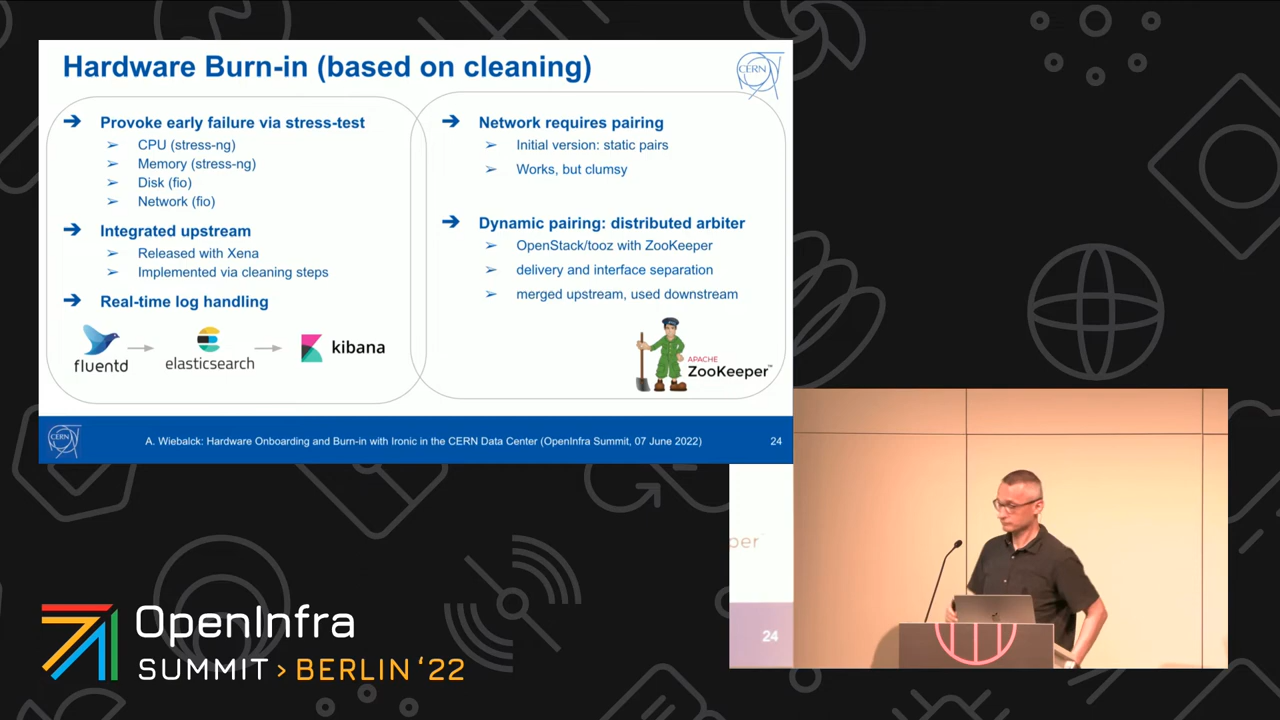 Hardware Burn-in (based on cleaning)
CERN
➔ Provoke early failure via stress-test
➢ CPU (stress-ng)
➢ Memory (stress-ng)
➢ Disk (fio)
➢ Network (fio)
➔ Integrated upstream
➢ Released with Xena
➢ Implemented via cleaning steps
➔ Real-time log handling
fluentd
elasticsearch
kibana
➔ Network requires pairing
➢ Initial version: static pairs
➢ Works, but clumsy
➔ Dynamic pairing: distributed arbiter
➢ OpenStack/tooz with ZooKeeper
➢ delivery and interface separation
➢ merged upstream, used downstream
APACHE
ZooKeeper™
CERN
A. Wiebalck: Hardware Onboarding and Burn-in with Ironic in the CERN Data Center (OpenInfra Summit, 07 June 2022)
24
per™
24
OpenInfra
SUMMIT > BERLIN ‘22